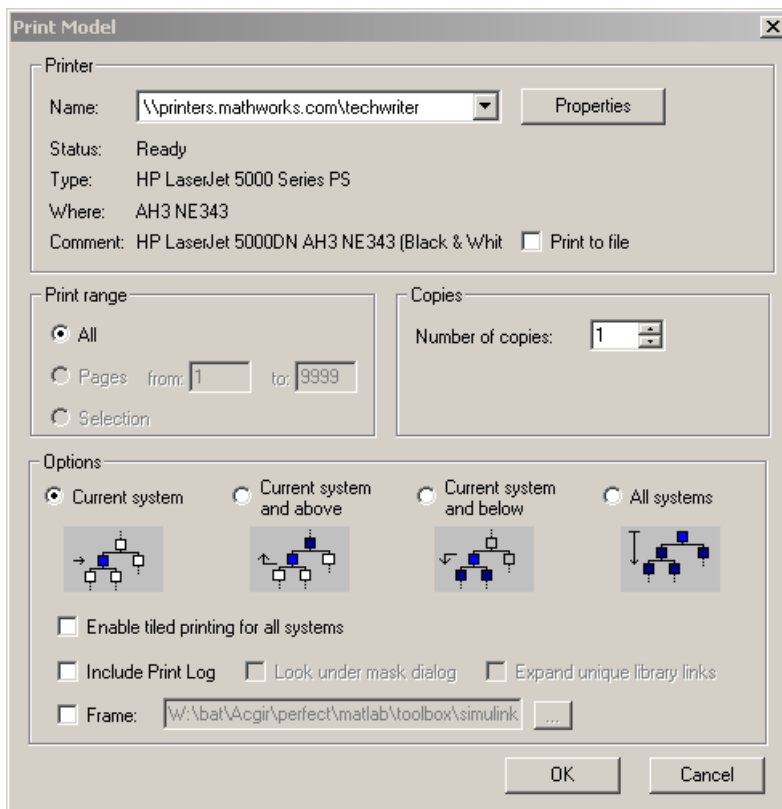 Print Model
Printer
Name: \\printers.mathworks.com\techwriter Properties
Status: Ready
Type: HP LaserJet 5000 Series PS
Where: AH3 NE343
Comment: HP LaserJet 5000DN AH3 NE343 (Black & Whit Print to file
Print range
All
Pages from: 1 to: 9999
Selection
Copies
Number of copies: 1
Options
Current system
Current system
and above
Current system
and below
All systems
Enable tiled printing for all systems
Include Print Log Look under mask dialog Expand unique library links
Frame: W:\bat\Acgir\perfect\matlab\toolbox\simulink ...
OK Cancel